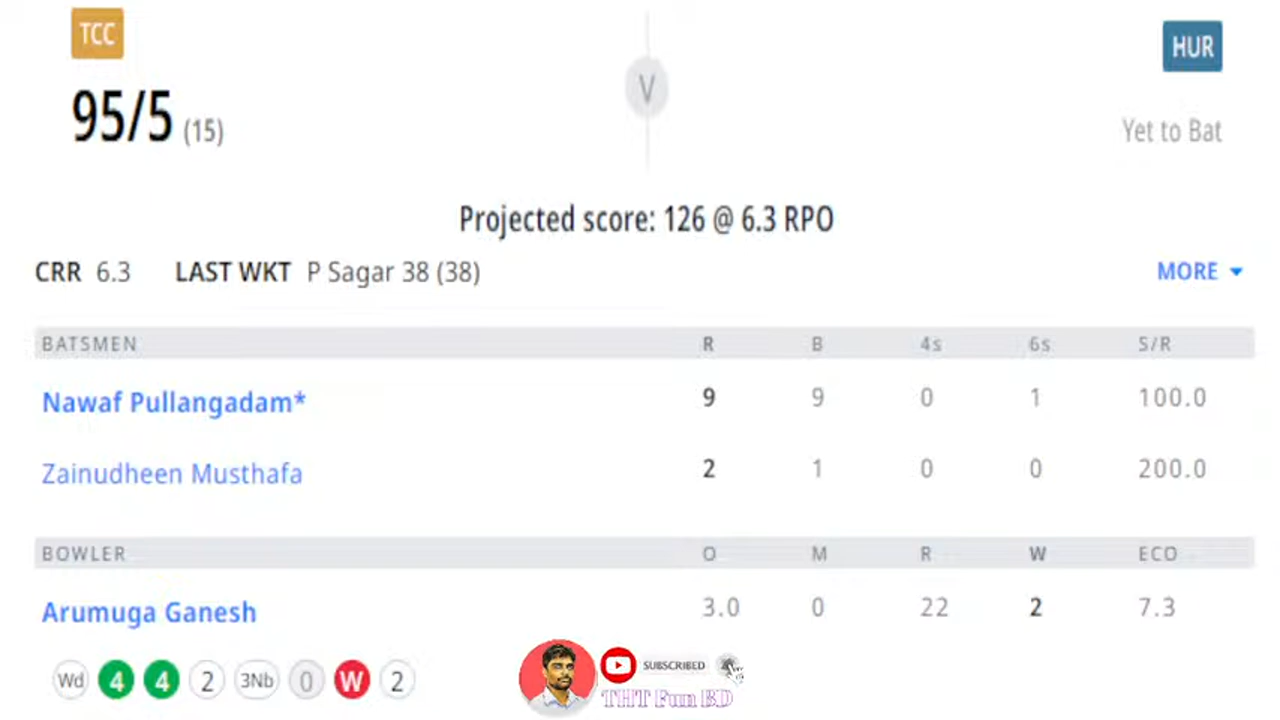 TCC
HUR
95/5 (15)
V
Yet to Bat
Projected score: 126 @ 6.3 RPO
CRR 6.3 LAST WKT P Sagar 38 (38) MORE
BATSMEN R B 4s 6s S/R
Nawaf Pullangadam* 9 9 0 1 100.0
Zainudheen Musthafa 2 1 0 0 200.0
BOWLER O M R W ECO
Arumuga Ganesh 3.0 0 22 2 7.3
Wd 4 4 2 3Nb 0 W 2
SUBSCRIBED
THT Fun BD